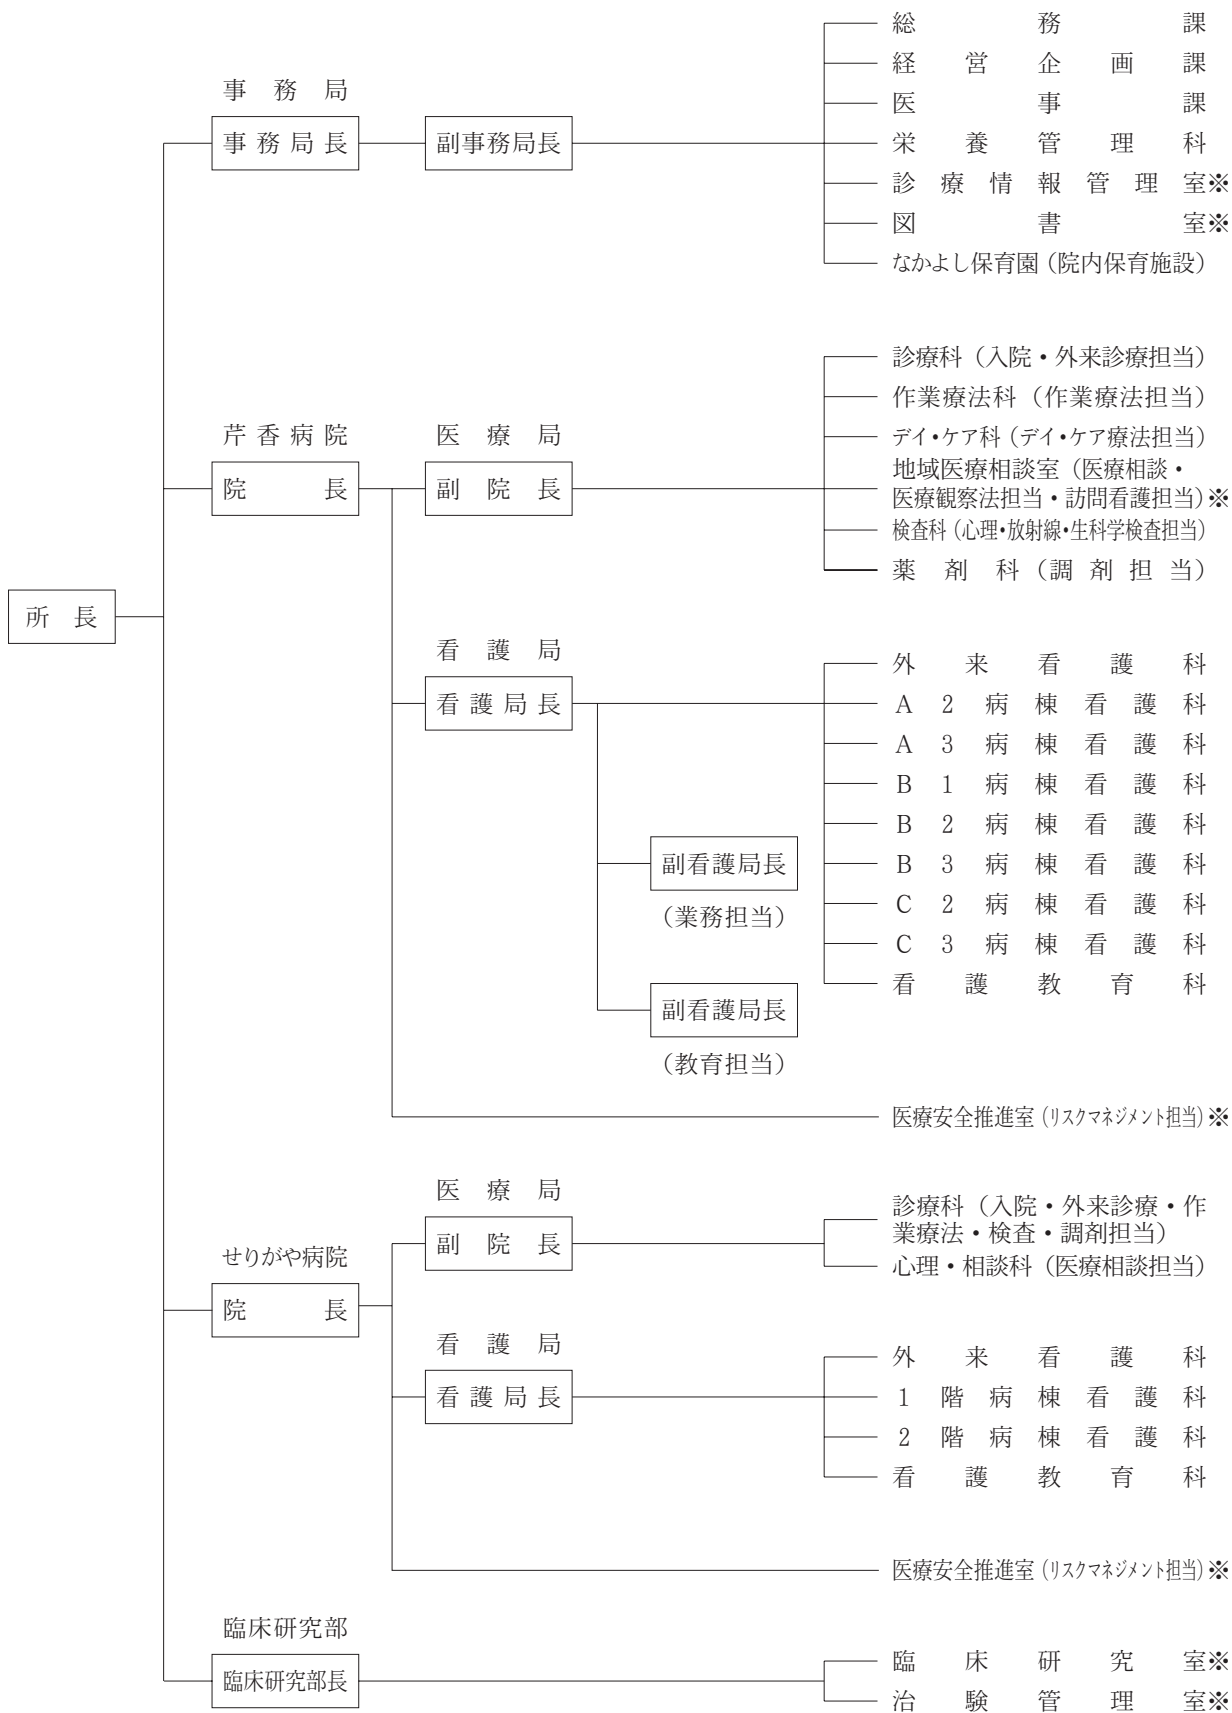 所長
事務局
事務局長
副事務局長
総務課
経営企画課
医事課
栄養管理科
診療情報管理室※
図書室※
なかよし保育園（院内保育施設）
芹香病院
院長
医療局
副院長
診療科（入院・外来診療担当）
作業療法科（作業療法担当）
デイ・ケア科（デイ・ケア療法担当）
地域医療相談室（医療相談・
医療観察法担当・訪問看護担当）※
検査科（心理・放射線・生科学検査担当）
薬剤科（調剤担当）
看護局
看護局長
副看護局長
（業務担当）
副看護局長
（教育担当）
外来看護科
A2病棟看護科
A3病棟看護科
B1病棟看護科
B2病棟看護科
B3病棟看護科
C2病棟看護科
C3病棟看護科
看護教育科
医療安全推進室（リスクマネジメント担当）※
せりがや病院
院長
医療局
副院長
診療科（入院・外来診療・作
業療法・検査・調剤担当）
心理・相談科（医療相談担当）
看護局
看護局長
外来看護科
1階病棟看護科
2階病棟看護科
看護教育科
医療安全推進室（リスクマネジメント担当）※
臨床研究部
臨床研究部長
臨床研究室※
治験管理室※